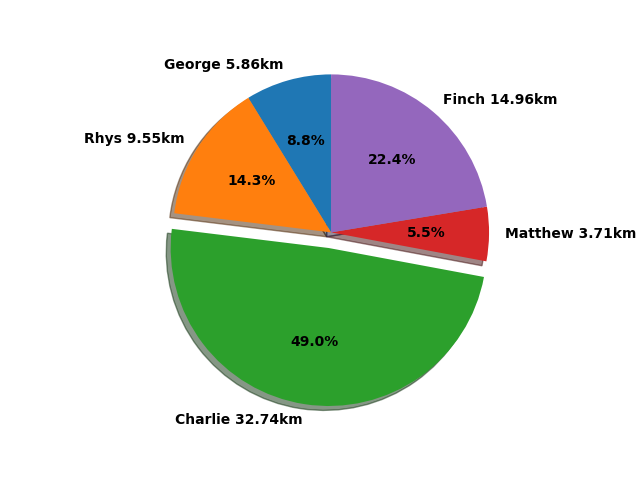 George 5.86km
Finch 14.96km
Rhys 9.55km
8.8%
22.4%
14.3%
5.5%
Matthew 3.71km
49.0%
Charlie 32.74km